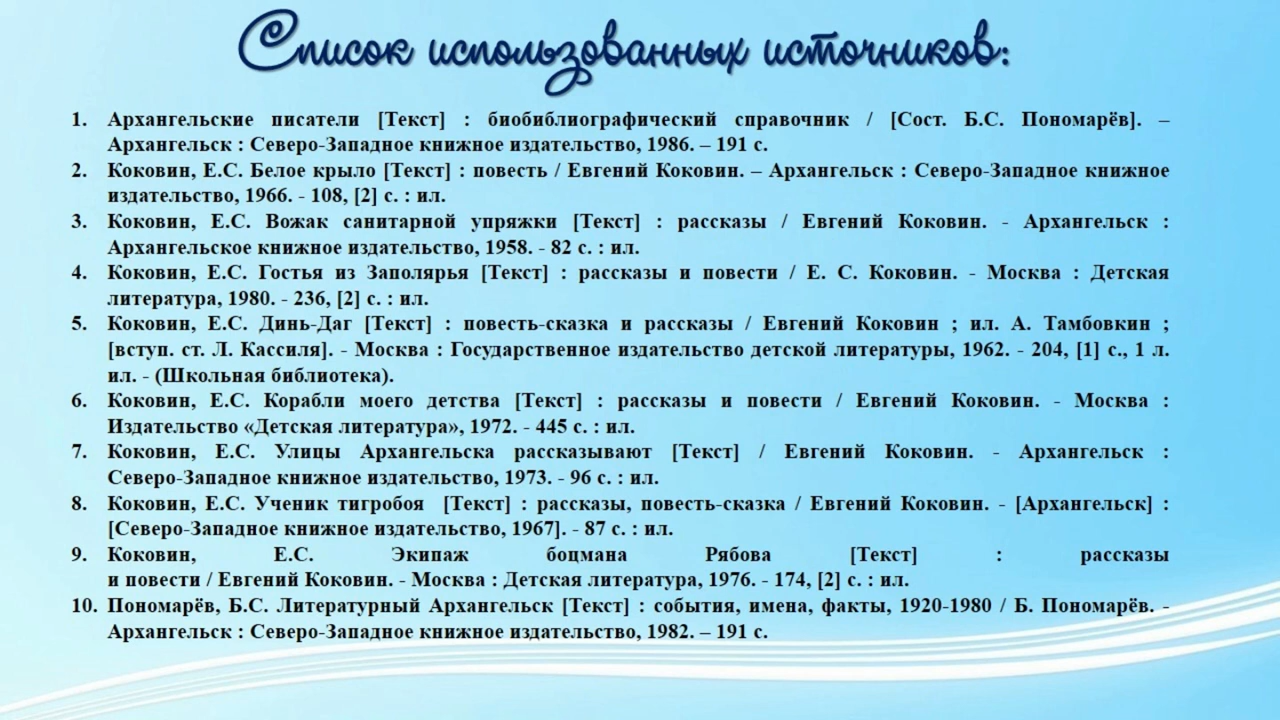 Список использованных источников:
1. Архангельские писатели [Текст] : биобиблиографический справочник / [Сост. Б.С. Пономарёв]. –
Архангельск : Северо-Западное книжное издательство, 1986. – 191 с.
2. Коковин, Е.С. Белое крыло [Текст] : повесть / Евгений Коковин. – Архангельск : Северо-Западное книжное
издательство, 1966. - 108, [2] с. : ил.
3. Коковин, Е.С. Вожак санитарной упряжки [Текст] : рассказы / Евгений Коковин. - Архангельск :
Архангельское книжное издательство, 1958. - 82 с. : ил.
4. Коковин, Е.С. Гостья из Заполярья [Текст] : рассказы и повести / Е. С. Коковин. - Москва : Детская
литература, 1980. - 236, [2] с. : ил.
5. Коковин, Е.С. Динь-Даг [Текст] : повесть-сказка и рассказы / Евгений Коковин ; ил. А. Тамбовкин ;
[вступ. ст. Л. Кассиля]. - Москва : Государственное издательство детской литературы, 1962. - 204, [1] с., 1 л.
ил. - (Школьная библиотека).
6. Коковин, Е.С. Корабли моего детства [Текст] : рассказы и повести / Евгений Коковин. - Москва :
Издательство «Детская литература», 1972. - 445 с. : ил.
7. Коковин, Е.С. Улицы Архангельска рассказывают [Текст] / Евгений Коковин. - Архангельск :
Северо-Западное книжное издательство, 1973. - 96 с. : ил.
8. Коковин, Е.С. Ученик тигробоя [Текст] : рассказы, повесть-сказка / Евгений Коковин. - [Архангельск] :
[Северо-Западное книжное издательство, 1967]. - 87 с. : ил.
9. Коковин, Е.С. Экипаж боцмана Рябова [Текст] : рассказы
и повести / Евгений Коковин. - Москва : Детская литература, 1976. - 174, [2] с. : ил.
10. Пономарёв, Б.С. Литературный Архангельск [Текст] : события, имена, факты, 1920-1980 / Б. Пономарёв. -
Архангельск : Северо-Западное книжное издательство, 1982. – 191 с.